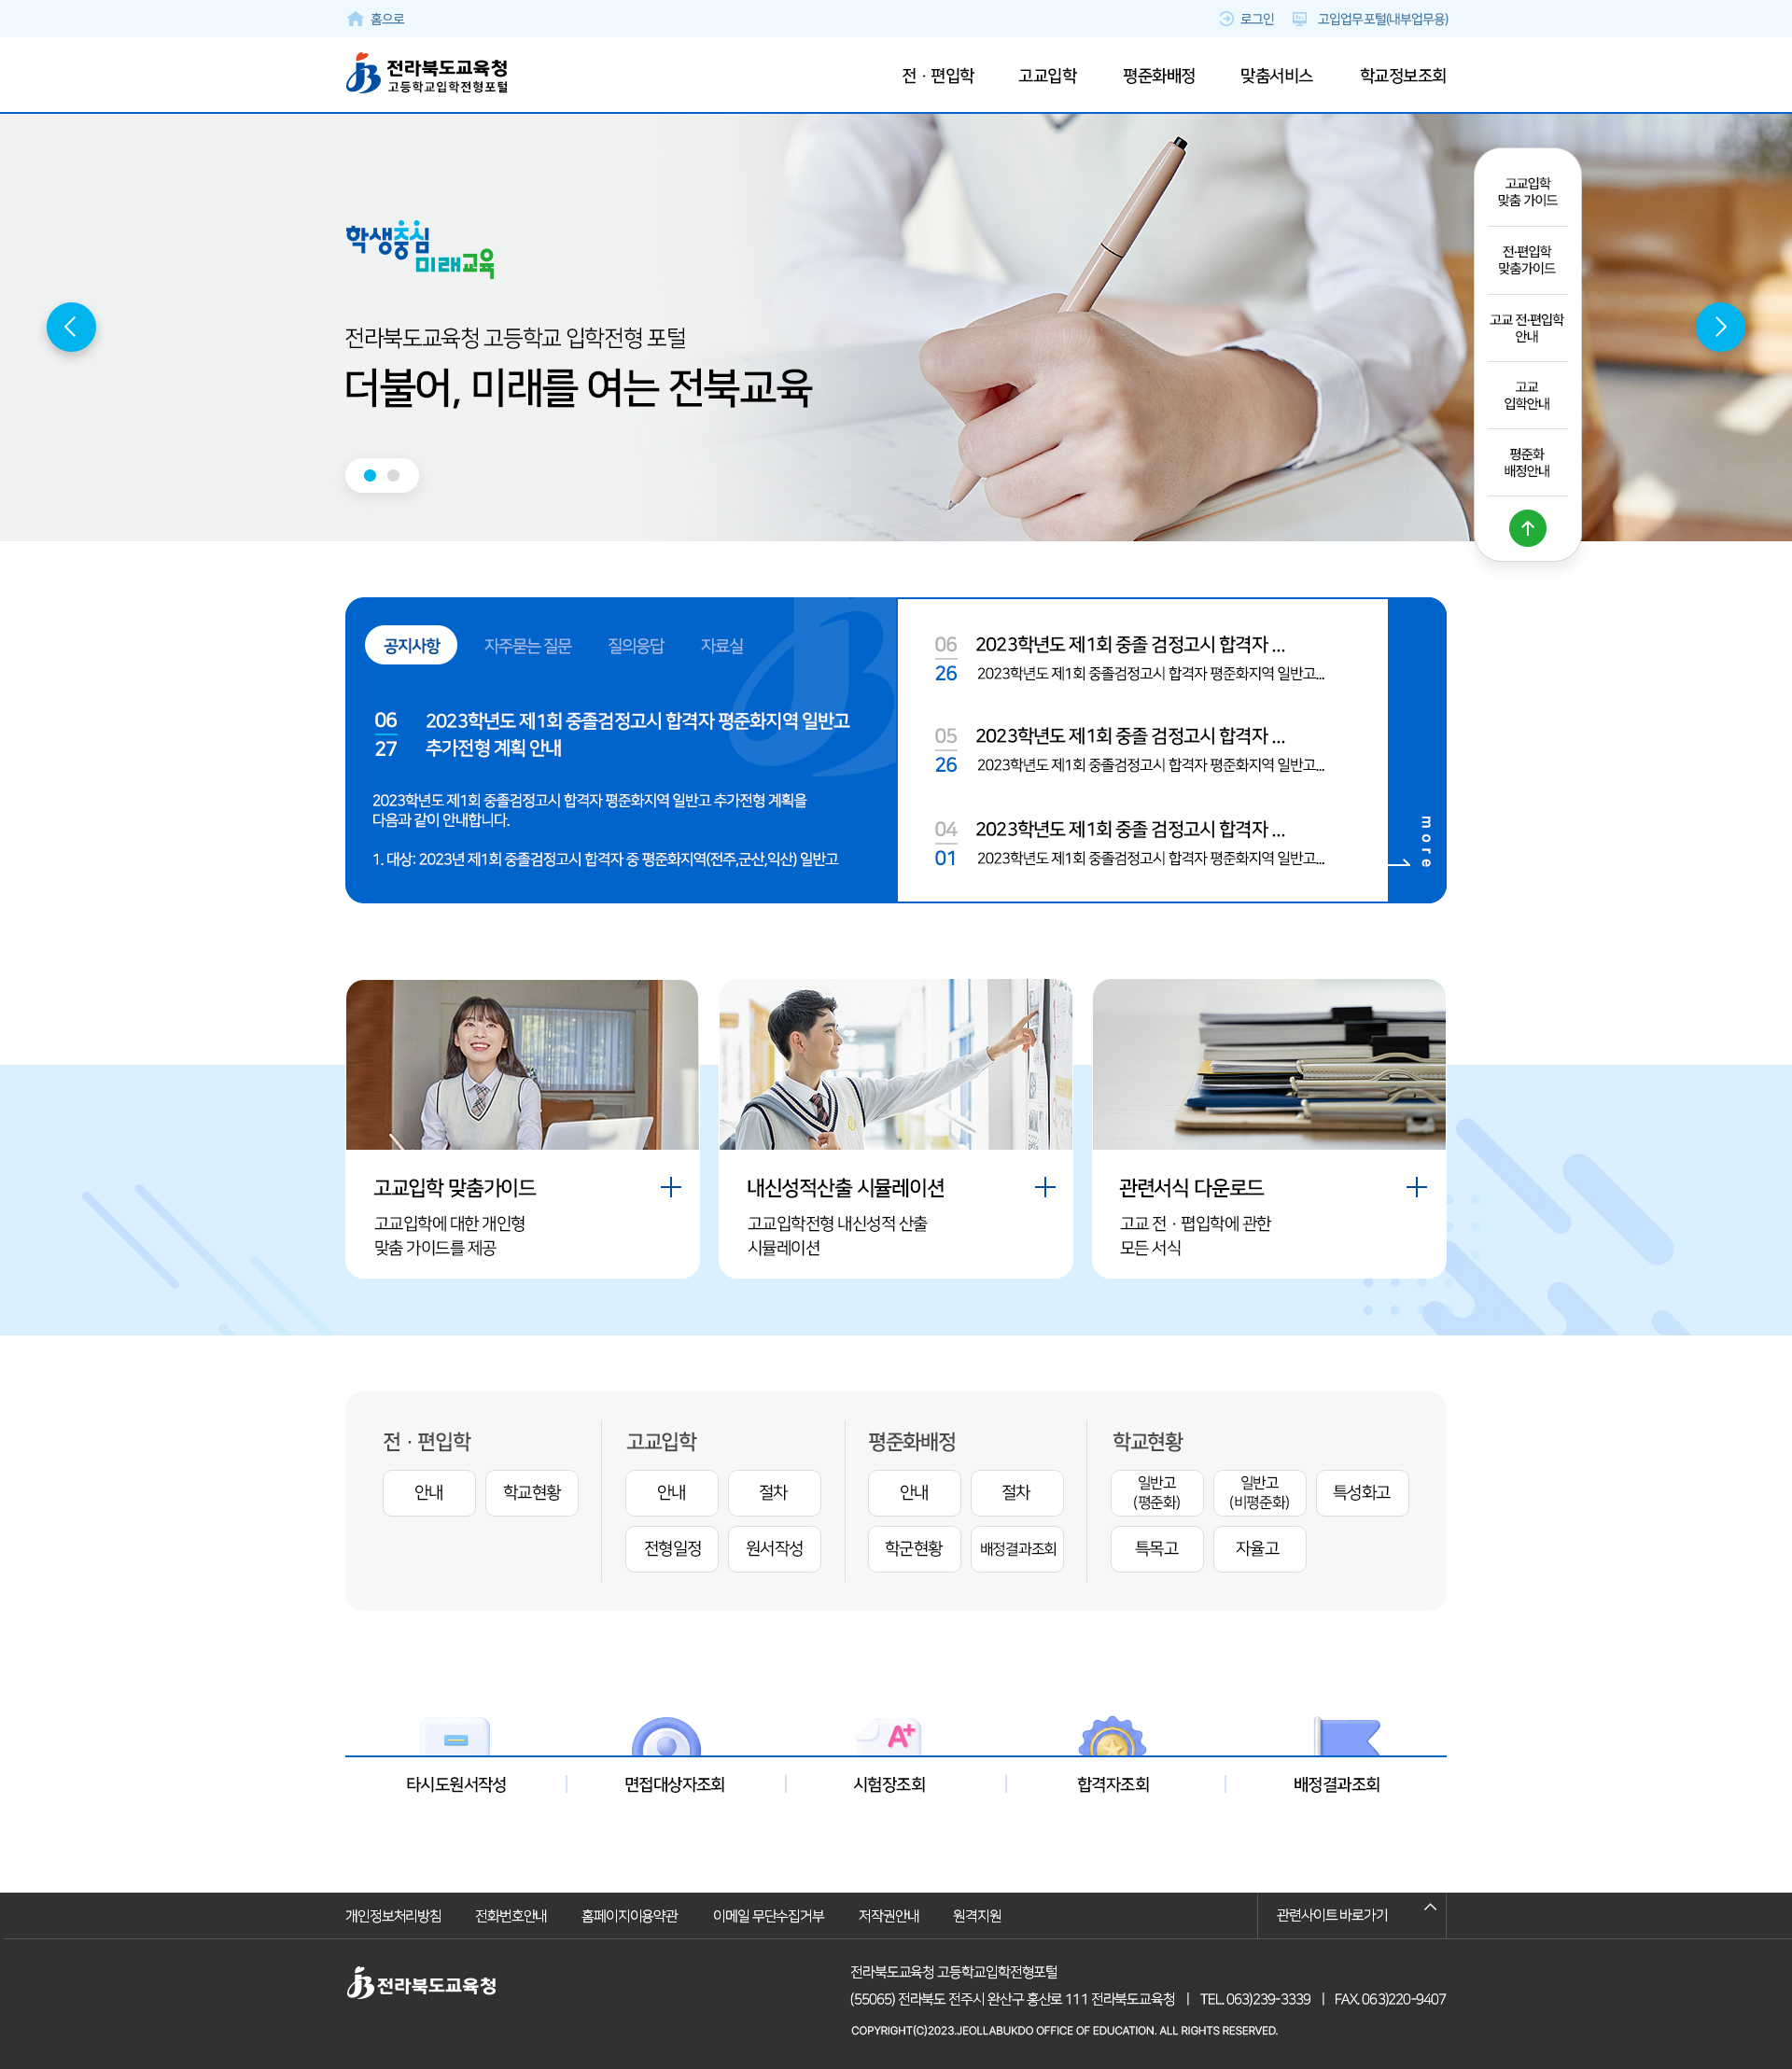 홈으로
로그인
고입업무포털(내부업무용)
전라북도교육청
고등학교입학전형포털
전 · 편입학
고교입학
평준화배정
맞춤서비스
학교정보조회
학생중심
미래교육
전라북도교육청 고등학교 입학전형 포털
더불어, 미래를 여는 전북교육
고교입학
맞춤 가이드
전·편입학
맞춤가이드
고교 전·편입학
안내
고교
입학안내
평준화
배정안내
공지사항
자주묻는 질문
질의응답
자료실
06
27
2023학년도 제1회 중졸검정고시 합격자 평준화지역 일반고
추가전형 계획 안내
2023학년도 제1회 중졸검정고시 합격자 평준화지역 일반고 추가전형 계획을
다음과 같이 안내합니다.
1. 대상: 2023년 제1회 중졸검정고시 합격자 중 평준화지역(전주,군산,익산) 일반고
06
26
2023학년도 제1회 중졸 검정고시 합격자 ...
2023학년도 제1회 중졸검정고시 합격자 평준화지역 일반고...
05
26
2023학년도 제1회 중졸 검정고시 합격자 ...
2023학년도 제1회 중졸검정고시 합격자 평준화지역 일반고...
04
01
2023학년도 제1회 중졸 검정고시 합격자 ...
2023학년도 제1회 중졸검정고시 합격자 평준화지역 일반고...
more
고교입학 맞춤가이드
고교입학에 대한 개인형
맞춤 가이드를 제공
내신성적산출 시뮬레이션
고교입학전형 내신성적 산출
시뮬레이션
관련서식 다운로드
고교 전 · 편입학에 관한
모든 서식
전 · 편입학
안내
학교현황
고교입학
안내
절차
전형일정
원서작성
평준화배정
안내
절차
학군현황
배정결과조회
학교현황
일반고
(평준화)
일반고
(비평준화)
특성화고
특목고
자율고
A+
타시도원서작성
면접대상자조회
시험장조회
합격자조회
배정결과조회
개인정보처리방침
전화번호안내
홈페이지이용약관
이메일 무단수집거부
저작권안내
원격지원
관련사이트 바로가기
전라북도교육청
전라북도교육청 고등학교입학전형포털
(55065) 전라북도 전주시 완산구 홍산로 111 전라북도교육청 | TEL. 063)239-3339 | FAX. 063)220-9407
COPYRIGHT(C)2023.JEOLLABUKDO OFFICE OF EDUCATION. ALL RIGHTS RESERVED.